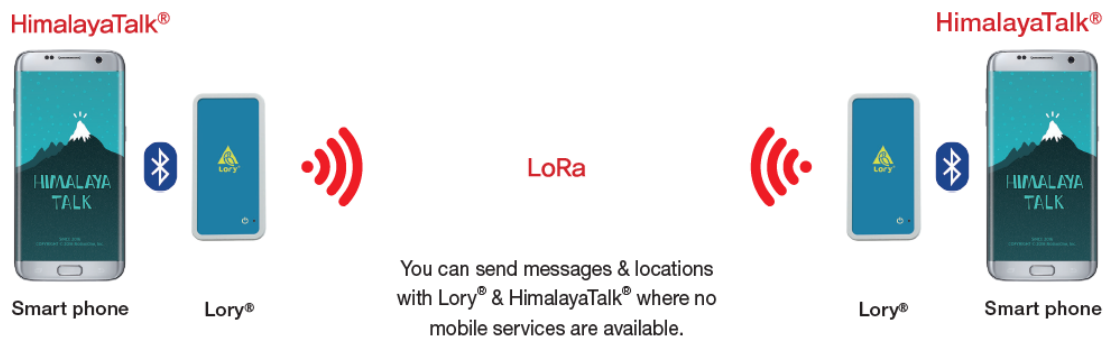 HimalayaTalk®
HimalayaTalk®
HIMALAYA
TALK
Lory
LoRa
Lory
HIMALAYA
TALK
You can send messages & locations
with Lory® & HimalayaTalk® where no
mobile services are available.
Smart phone
Lory®
Lory®
Smart phone